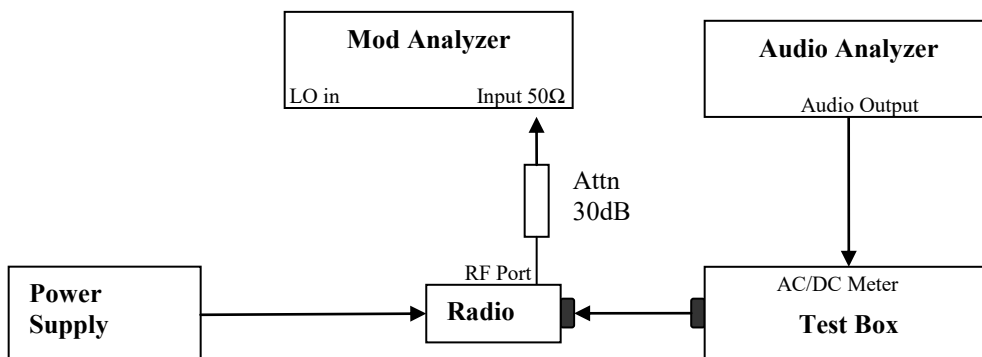 Mod Analyzer
LO in
Input 50Ω
Audio Analyzer
Audio Output
Attn
30dB
RF Port
Radio
Power
Supply
AC/DC Meter
Test Box